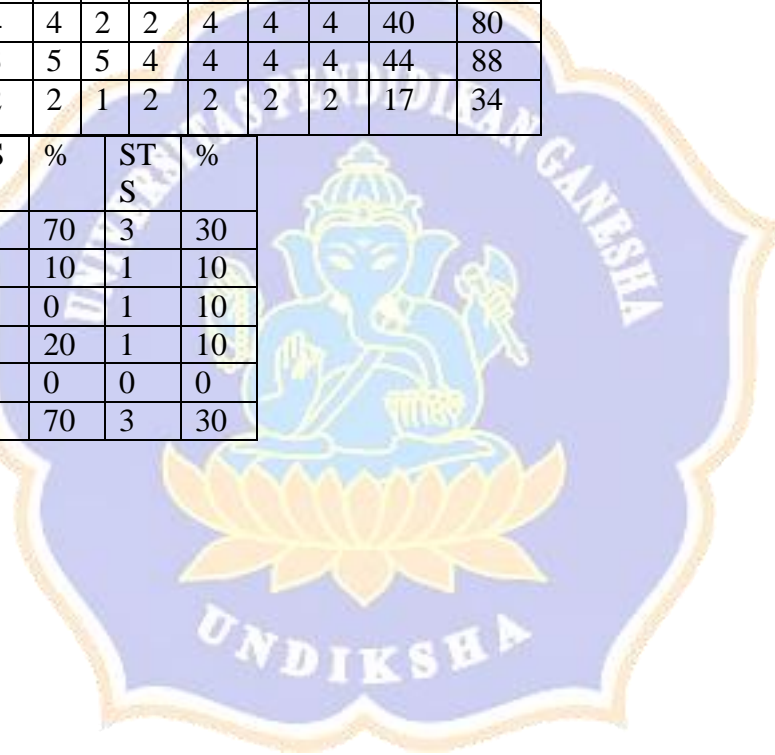 4 2 2 4 4 4 40 80
5 5 4 4 4 4 44 88
2 1 2 2 2 2 17 34
% ST %
S
70 3 30
10 1 10
0 1 10
20 1 10
0 0 0
70 3 30
UNIVERSITAS PENDIDIKAN GANESHA
UNDIKSHA